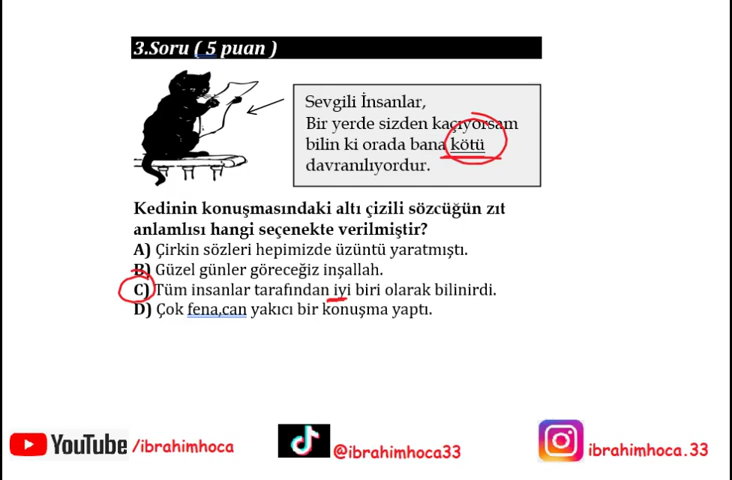 3.Soru ( 5 puan )
Sevgili İnsanlar,
Bir yerde sizden kaçıyorsam
bilin ki orada bana kötü
davranılıyordur.
Kedinin konuşmasındaki altı çizili sözcüğün zıt
anlamlısı hangi seçenekte verilmiştir?
A) Çirkin sözleri hepimizde üzüntü yaratmıştı.
B) Güzel günler göreceğiz inşallah.
C) Tüm insanlar tarafından iyi biri olarak bilinirdi.
D) Çok fena,can yakıcı bir konuşma yaptı.
YouTube /ibrahimhoca
@ibrahimhoca33
ibrahimhoca.33